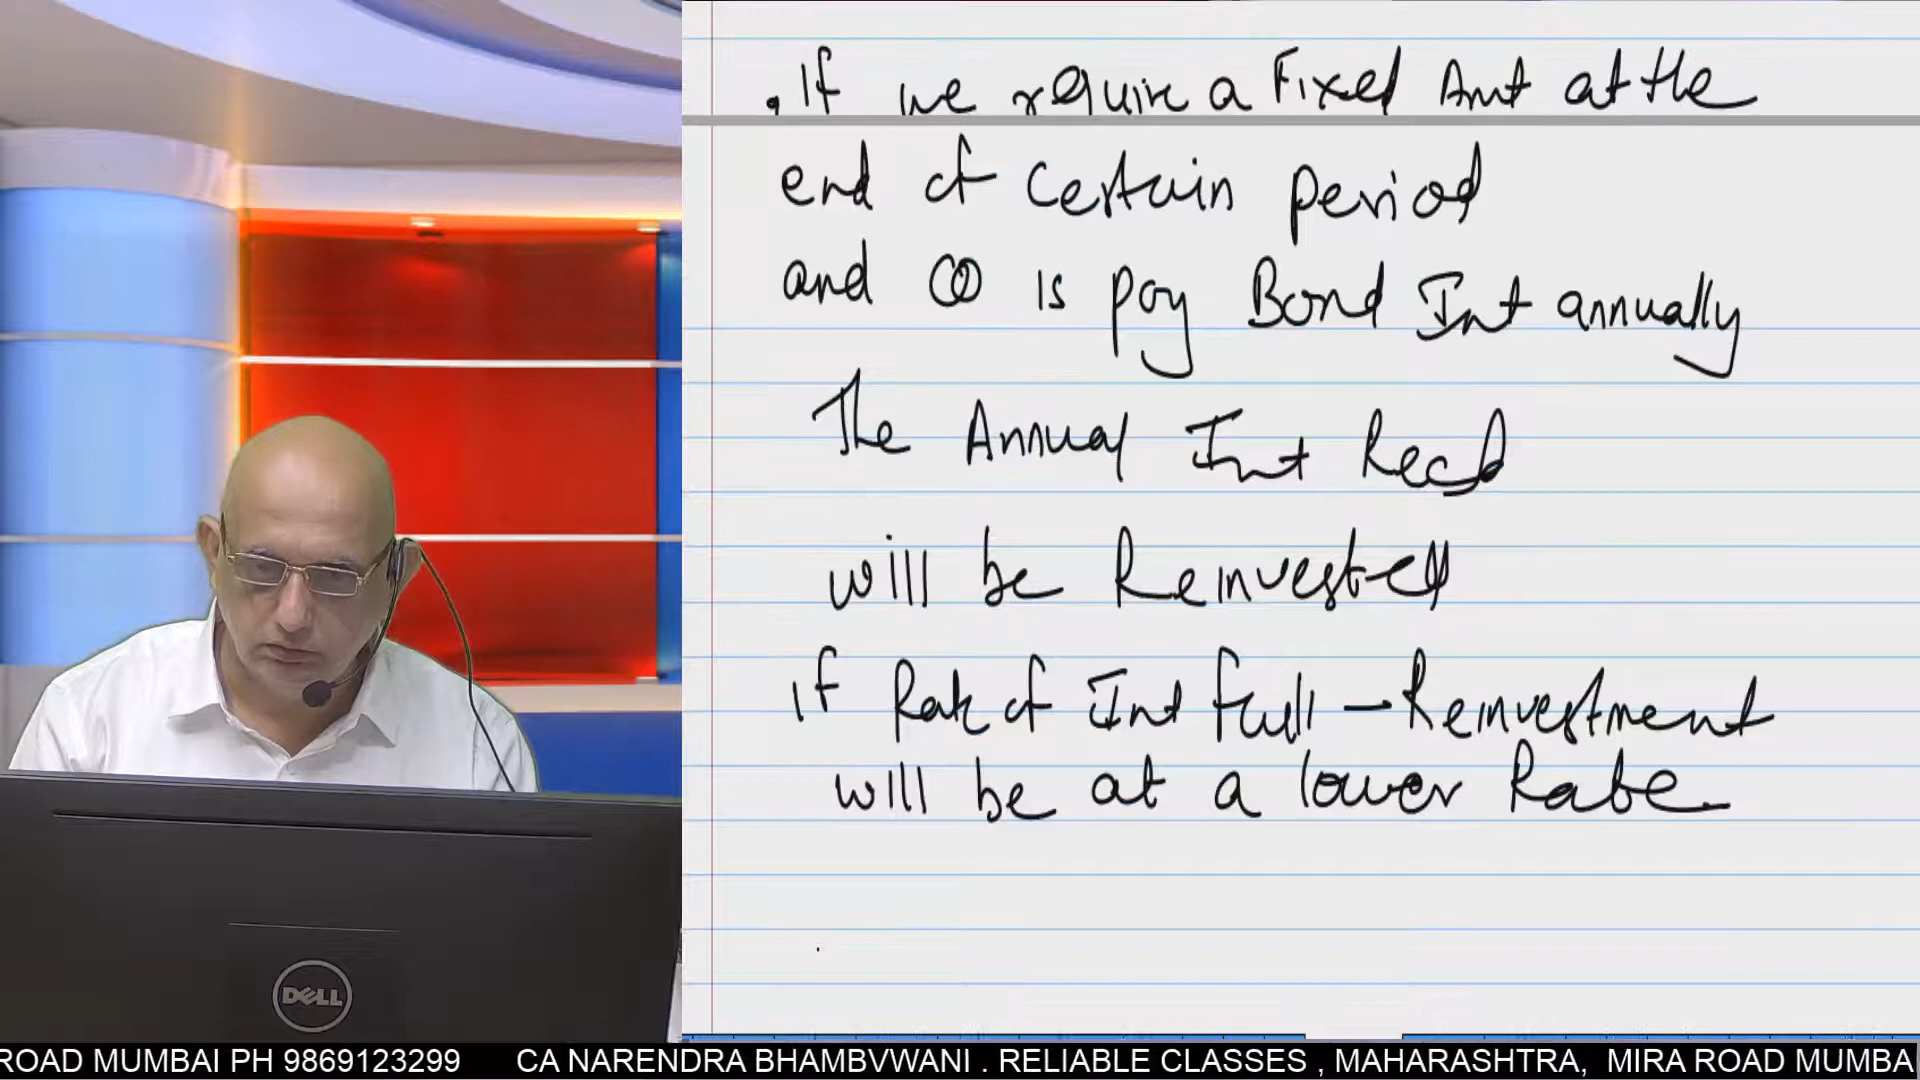 . If we require a Fixed Amt at the
end of Certain period
and CO is pay Bond Int annually
The Annual Int Recd
will be Reinvested
if Rate of Int fall – Reinvestment
will be at a lower Rate.
DELL
ROAD MUMBAI PH 9869123299 CA NARENDRA BHAMBVWANI . RELIABLE CLASSES , MAHARASHTRA, MIRA ROAD MUMBA